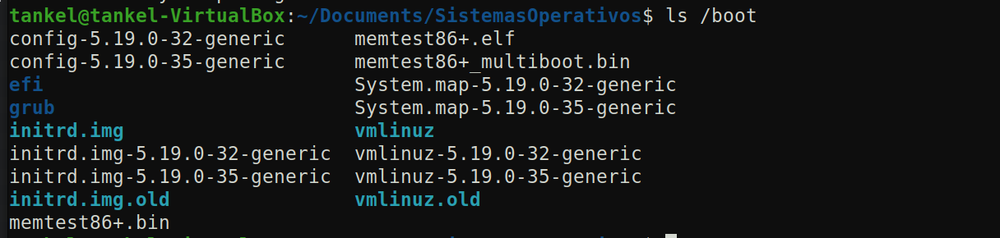 tankel@tankel-VirtualBox:~/Documents/SistemasOperativos$ ls /boot
config-5.19.0-32-generic memtest86+.elf
config-5.19.0-35-generic memtest86+_multiboot.bin
efi System.map-5.19.0-32-generic
grub System.map-5.19.0-35-generic
initrd.img vmlinuz
initrd.img-5.19.0-32-generic vmlinuz-5.19.0-32-generic
initrd.img-5.19.0-35-generic vmlinuz-5.19.0-35-generic
initrd.img.old vmlinuz.old
memtest86+.bin